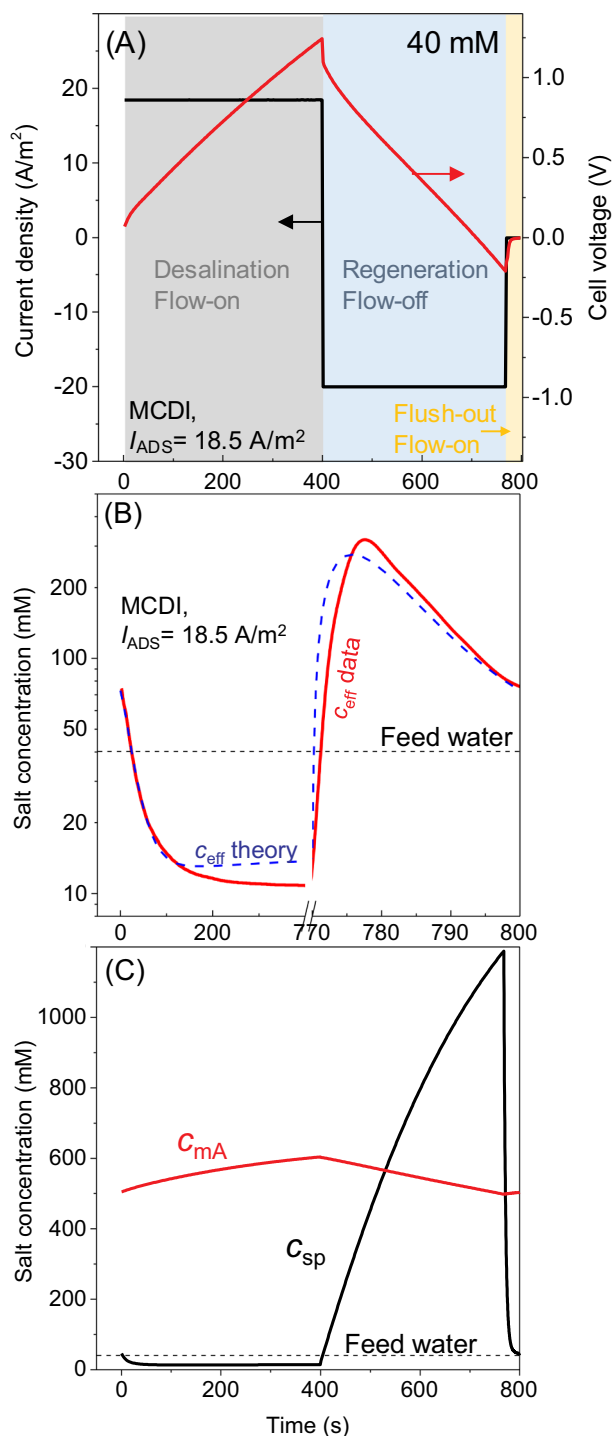 (A)
40 mM
Current density (A/m²)
20
10
0
-10
-20
-30
Cell voltage (V)
1.0
0.5
0.0
-0.5
-1.0
Desalination
Flow-on
Regeneration
Flow-off
MCDI,
I_ADS= 18.5 A/m²
Flush-out
Flow-on
0
200
400
600
800
(B)
Salt concentration (mM)
200
100
50
20
10
MCDI,
I_ADS= 18.5 A/m²
c_eff data
Feed water
c_eff theory
0
200
770
780
790
800
(C)
Salt concentration (mM)
1000
800
600
400
200
0
c_mA
c_sp
Feed water
0
200
400
600
800
Time (s)